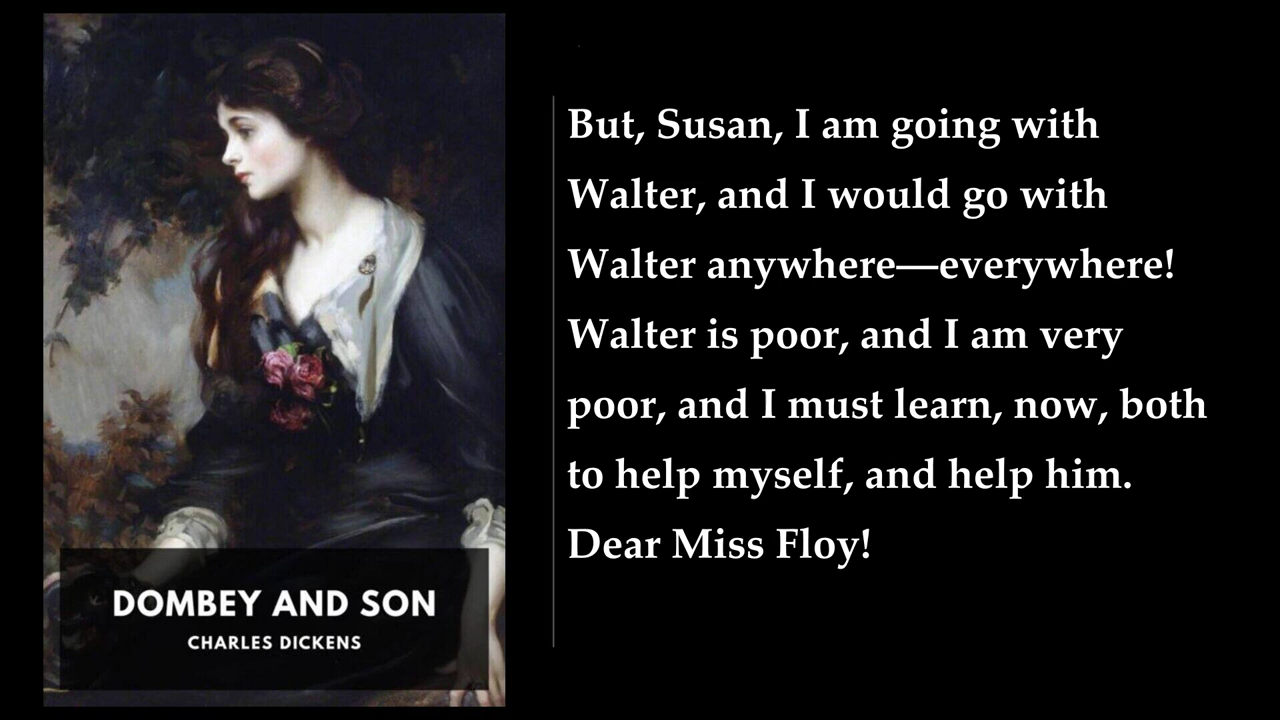 DOMBEY AND SON
CHARLES DICKENS
But, Susan, I am going with
Walter, and I would go with
Walter anywhere—everywhere!
Walter is poor, and I am very
poor, and I must learn, now, both
to help myself, and help him.
Dear Miss Floy!